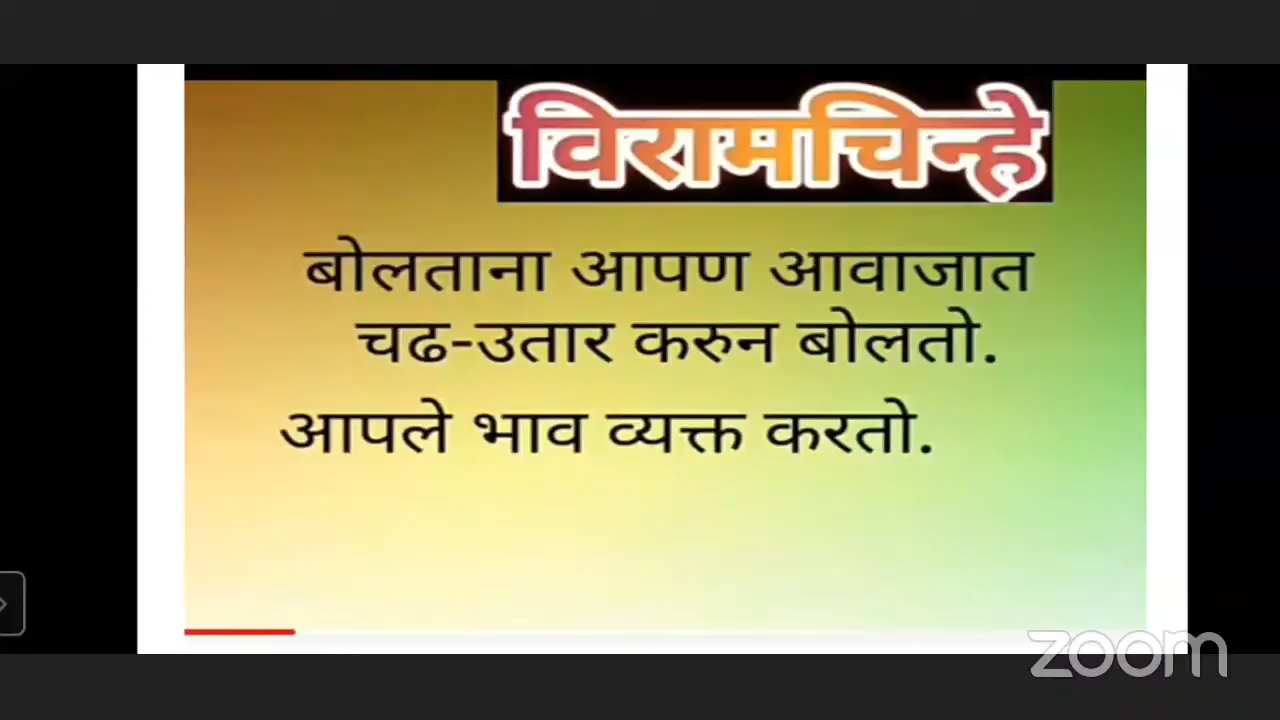 विरामचिन्हे
बोलताना आपण आवाजात
चढ-उतार करुन बोलतो.
आपले भाव व्यक्त करतो.
zoom